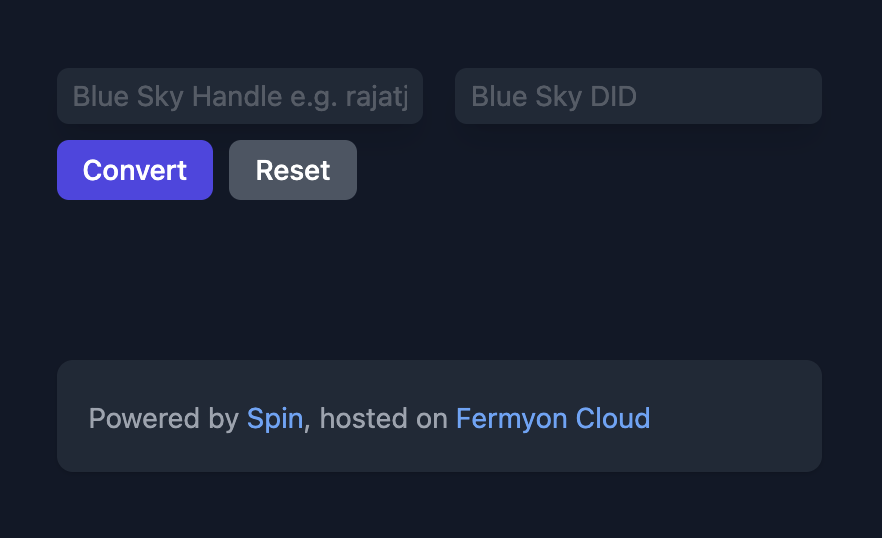 Blue Sky Handle e.g. rajatj
Blue Sky DID
Convert
Reset
Powered by Spin, hosted on Fermyon Cloud